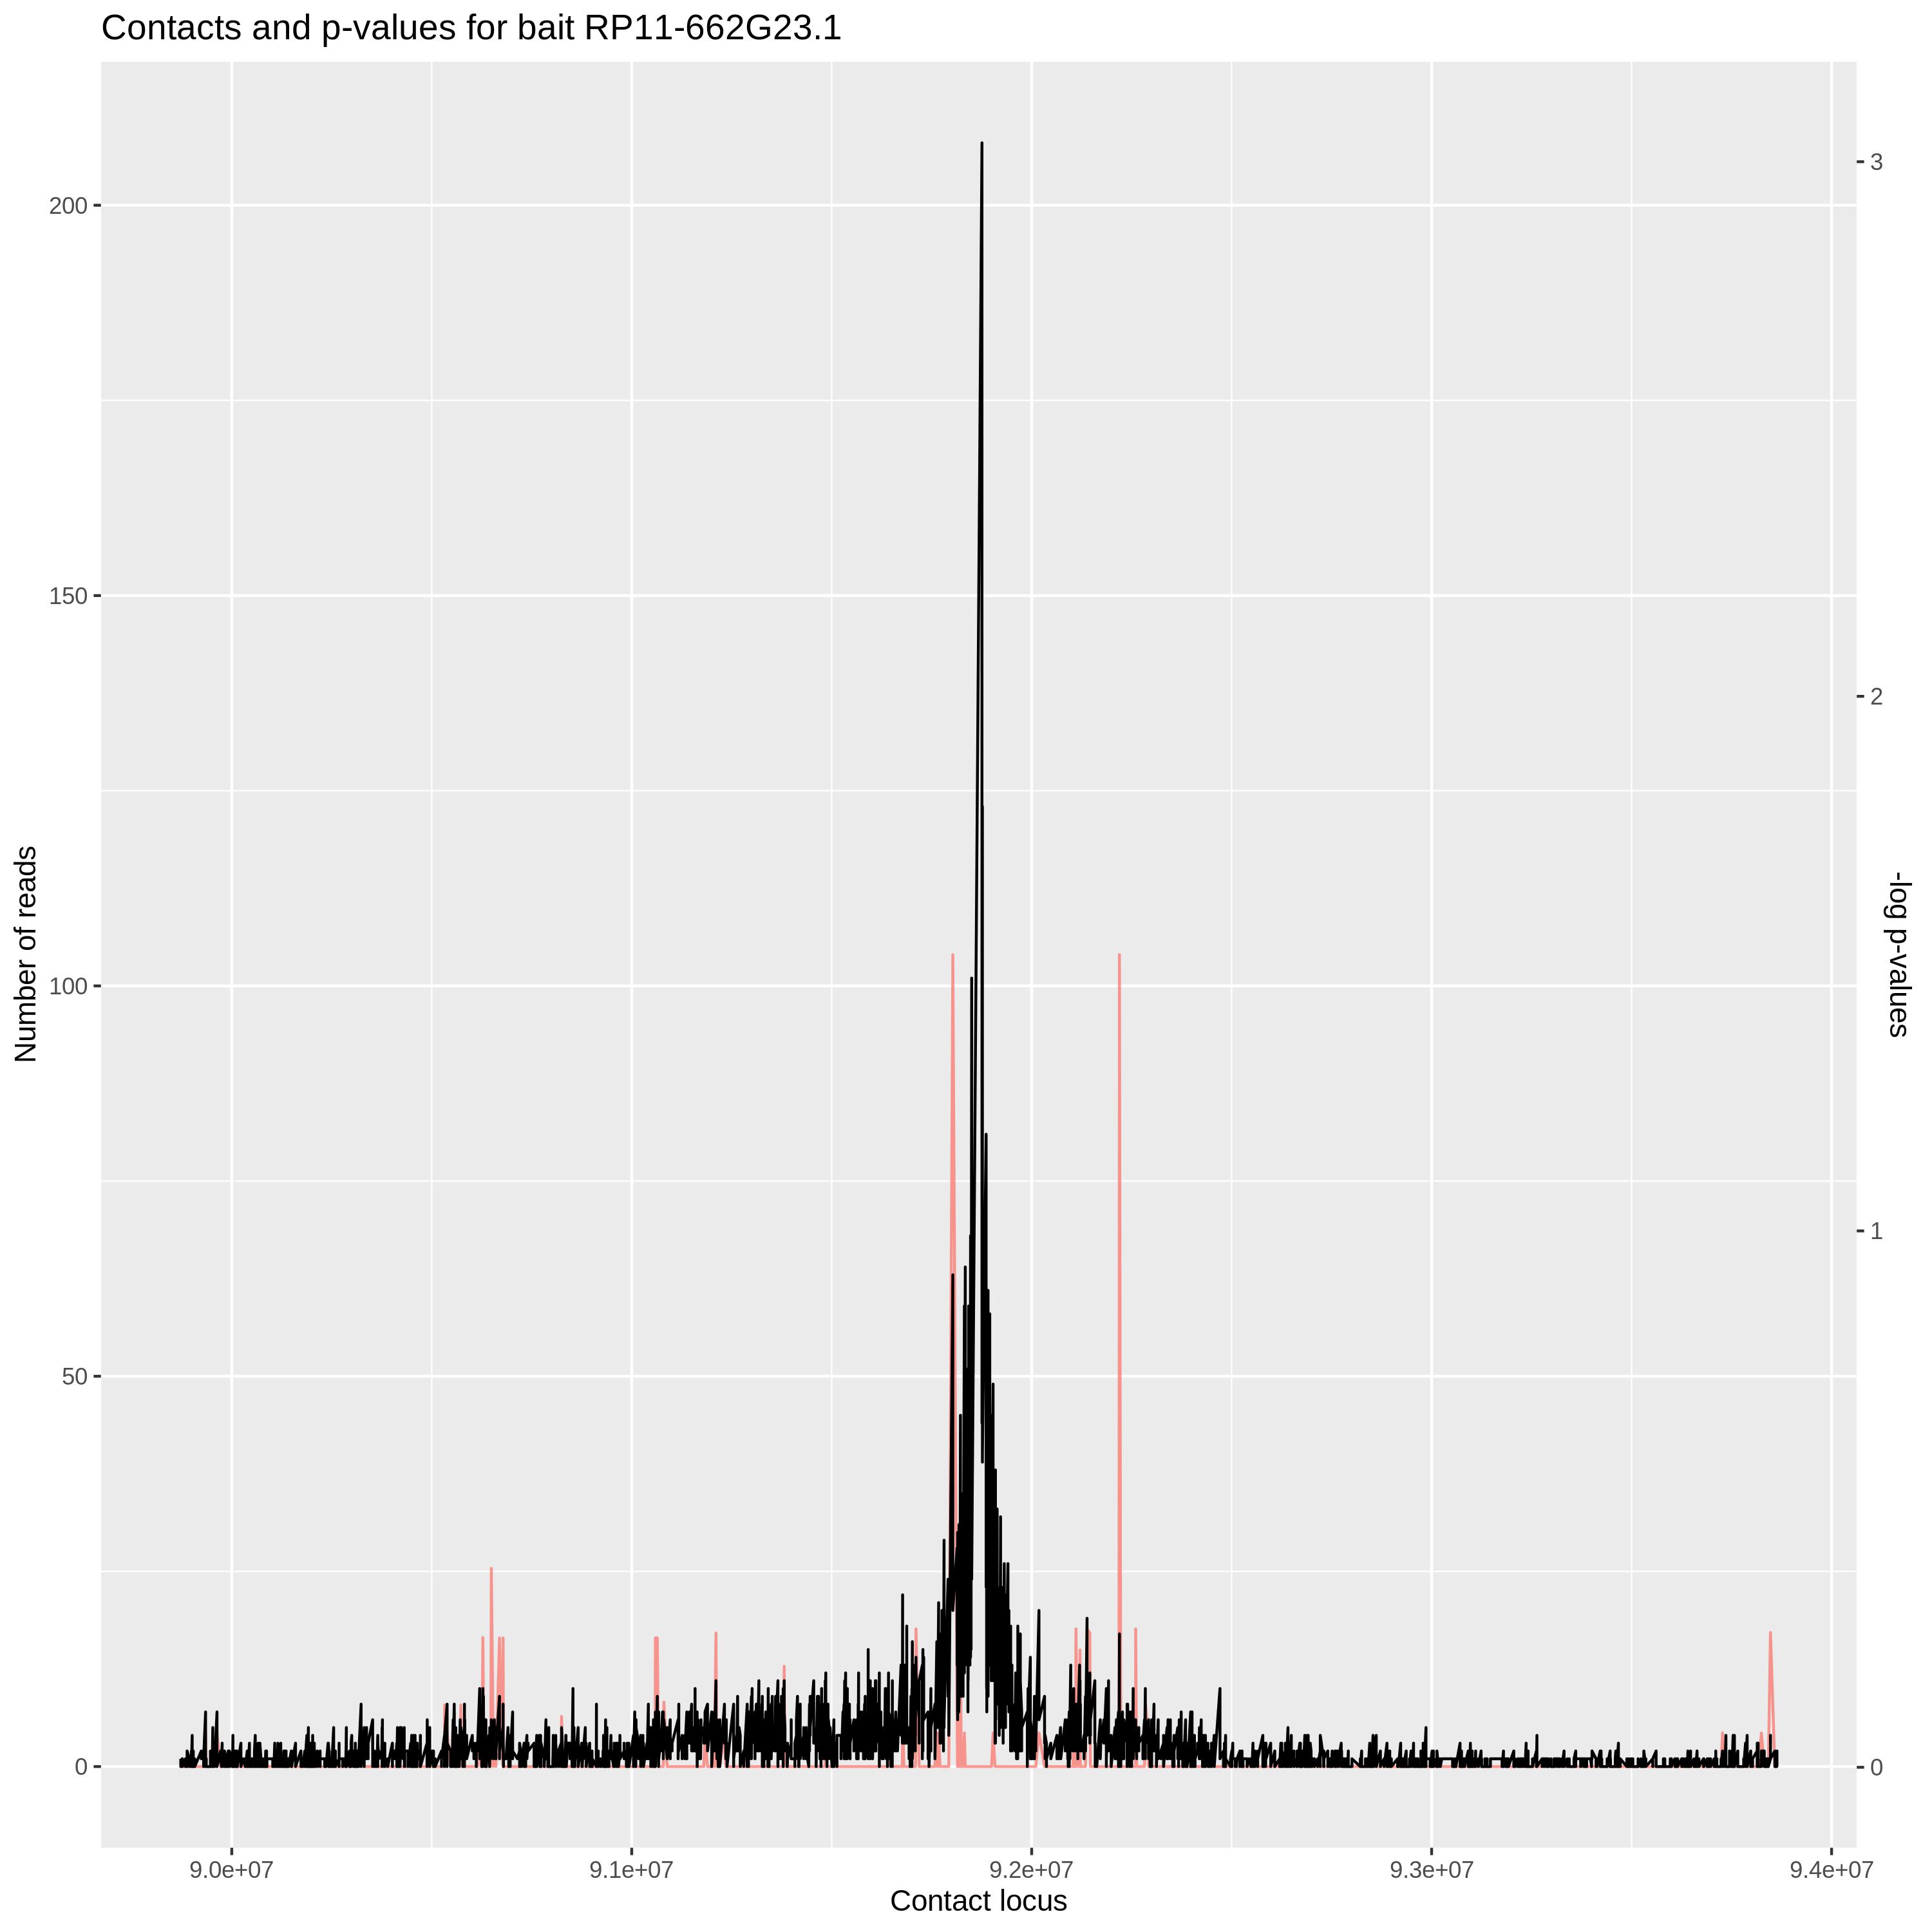 Contacts and p-values for bait RP11-662G23.1
200
150
100
50
0
3
2
1
0
Number of reads
-log p-values
9.0e+07
9.1e+07
9.2e+07
9.3e+07
9.4e+07
Contact locus